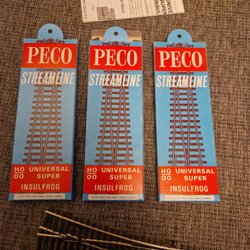 PECO
STREAMLINE
HO
OO
UNIVERSAL
SUPER
INSULFROG
PECO
STREAMLINE
HO
OO
UNIVERSAL
SUPER
INSULFROG
PECO
STREAMLINE
HO
OO
UNIVERSAL
SUPER
INSULFROG